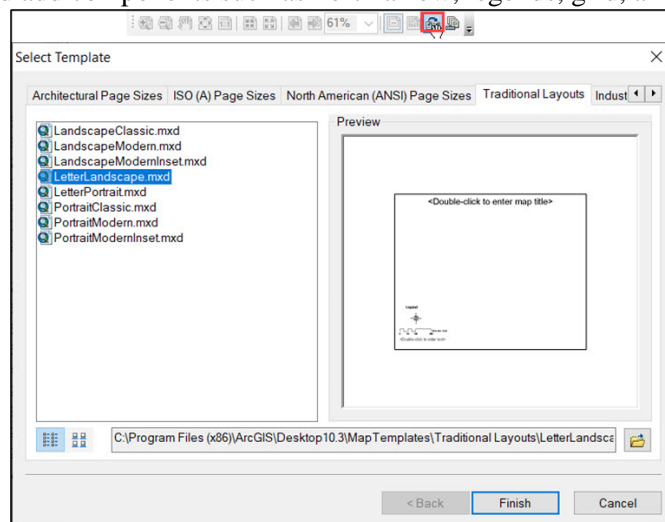 61%
Select Template
Architectural Page Sizes ISO (A) Page Sizes North American (ANSI) Page Sizes Traditional Layouts Indust
LandscapeClassic.mxd
LandscapeModern.mxd
LandscapeModernInset.mxd
LetterLandscape.mxd
LetterPortrait.mxd
PortraitClassic.mxd
PortraitModern.mxd
PortraitModernInset.mxd
Preview
<Double-click to enter map title>
Legend
C:\Program Files (x86)\ArcGIS\Desktop10.3\MapTemplates\Traditional Layouts\LetterLandsca
< Back Finish Cancel